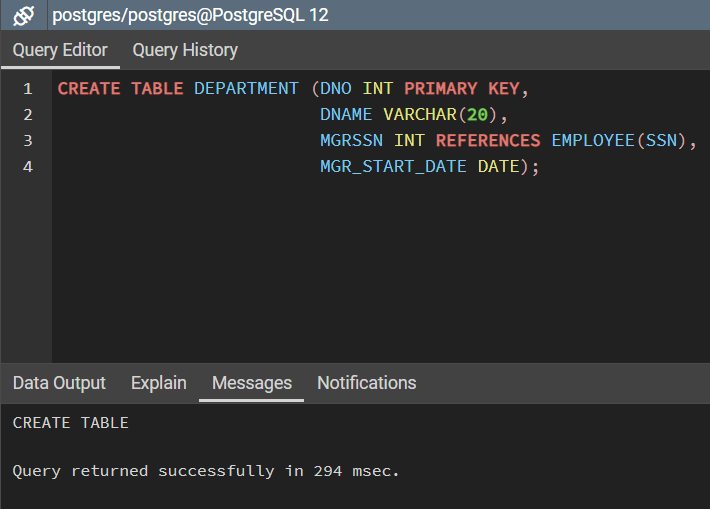 postgres/postgres@PostgreSQL 12
Query Editor Query History
1 CREATE TABLE DEPARTMENT (DNO INT PRIMARY KEY,
2 DNAME VARCHAR(20),
3 MGRSSN INT REFERENCES EMPLOYEE(SSN),
4 MGR_START_DATE DATE);
Data Output Explain Messages Notifications
CREATE TABLE
Query returned successfully in 294 msec.